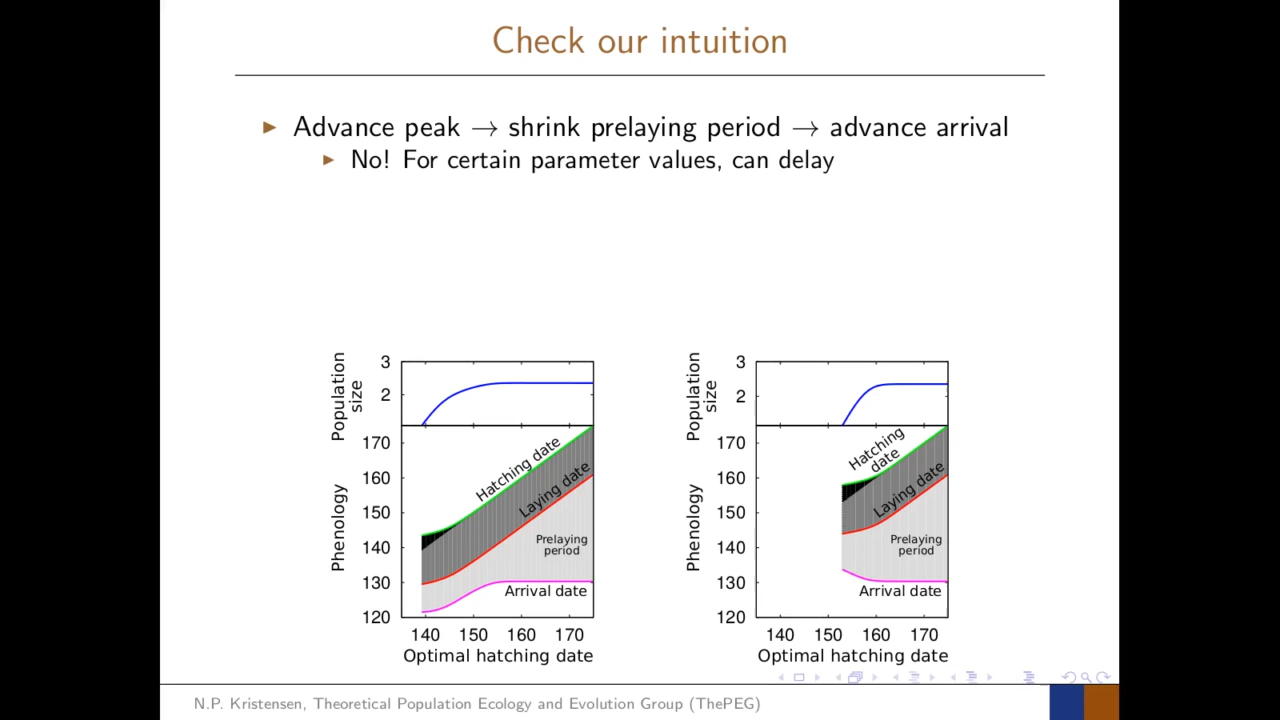 Check our intuition
Advance peak → shrink prelaying period → advance arrival
No! For certain parameter values, can delay
Population
size
3
2
Phenology
170
160
150
140
130
120
Hatching date
Laying date
Prelaying
period
Arrival date
140 150 160 170
Optimal hatching date
Population
size
3
2
Phenology
170
160
150
140
130
120
Hatching
date
Laying date
Prelaying
period
Arrival date
140 150 160 170
Optimal hatching date
N.P. Kristensen, Theoretical Population Ecology and Evolution Group (ThePEG)